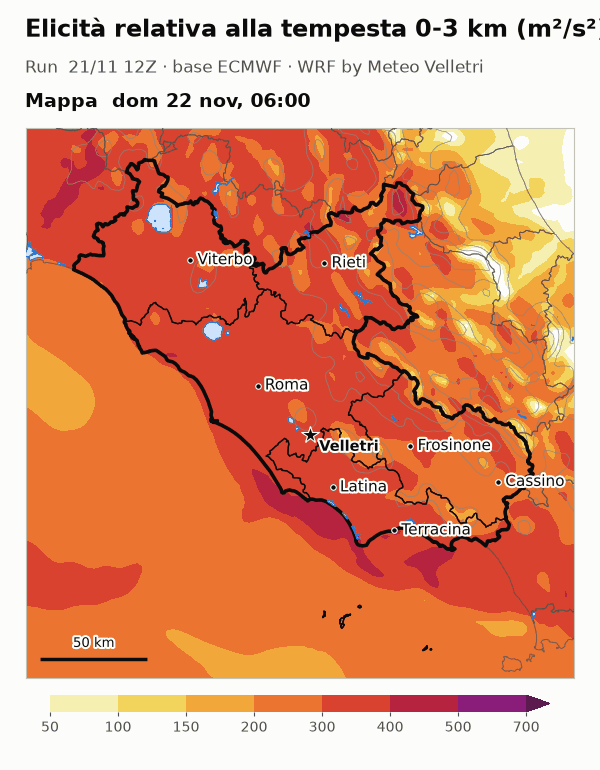 Elicità relativa alla tempesta 0-3 km (m²/s²)
Run 21/11 12Z · base ECMWF · WRF by Meteo Velletri
Mappa dom 22 nov, 06:00
Viterbo
Rieti
Roma
Velletri
Frosinone
Cassino
Latina
Terracina
50 km
50 100 150 200 300 400 500 700